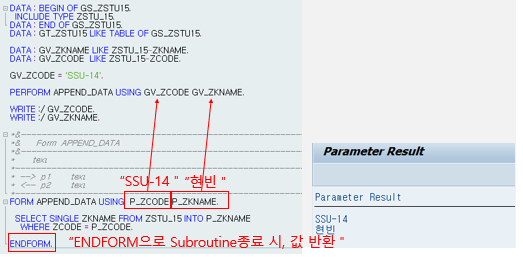 DATA : BEGIN OF GS_ZSTU15.
INCLUDE TYPE ZSTU_15.
DATA : END OF GS_ZSTU15.
DATA : GT_ZSTU15 LIKE TABLE OF GS_ZSTU15.
DATA : GV_ZKNAME LIKE ZSTU_15-ZKNAME.
DATA : GV_ZCODE LIKE ZSTU_15-ZCODE.
GV_ZCODE = 'SSU-14'.
PERFORM APPEND_DATA USING GV_ZCODE GV_ZKNAME.
WRITE :/ GV_ZCODE.
WRITE :/ GV_ZKNAME.
*&---------------------------------------------------------------------
*& Form APPEND_DATA
*&---------------------------------------------------------------------
* text
*----------------------------------------------------------------------
* --> p1 text
* <-- p2 text
*----------------------------------------------------------------------
"SSU-14 " "현빈 "
FORM APPEND_DATA USING P_ZCODE P_ZKNAME.
SELECT SINGLE ZKNAME FROM ZSTU_15 INTO P_ZKNAME
WHERE ZCODE = P_ZCODE.
ENDFORM. "ENDFORM으로 Subroutine종료 시, 값 반환 "
Parameter Result
Parameter Result
SSU-14
현빈